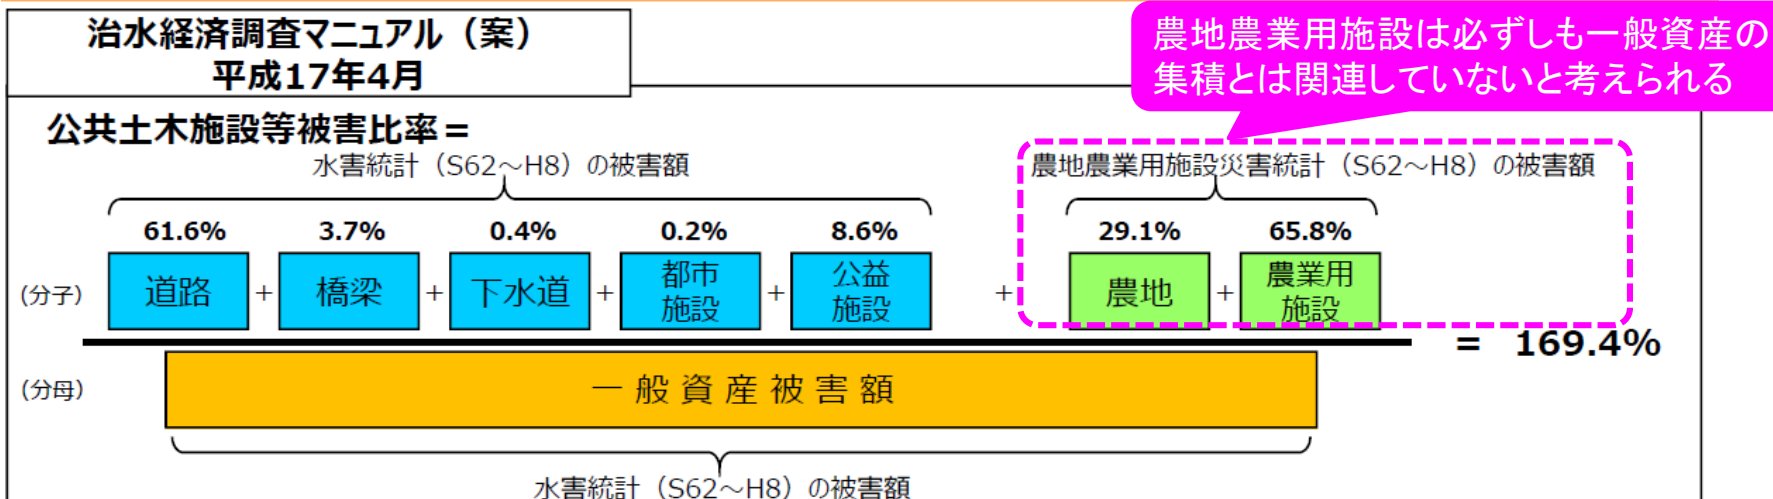 治水経済調査マニュアル（案）
平成17年4月
農地農業用施設は必ずしも一般資産の
集積とは関連していないと考えられる
公共土木施設等被害比率＝
水害統計（S62～H8）の被害額
農地農業用施設災害統計（S62～H8）の被害額
61.6% 3.7% 0.4% 0.2% 8.6% 29.1% 65.8%
(分子) 道路 + 橋梁 + 下水道 + 都市施設 + 公益施設 + 農地 + 農業用施設
= 169.4%
(分母) 一般資産被害額
水害統計（S62～H8）の被害額